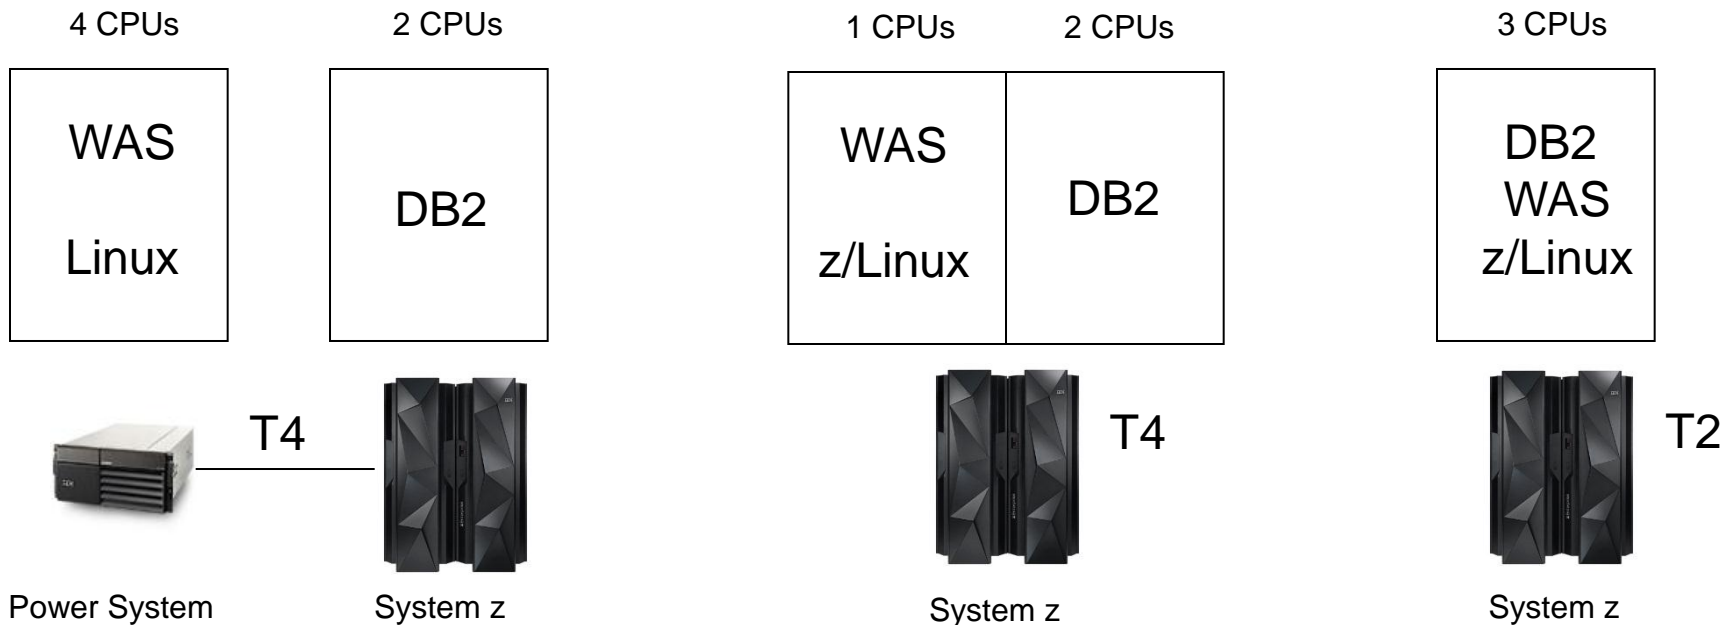 4 CPUs
2 CPUs
1 CPUs
2 CPUs
3 CPUs
WAS
Linux
DB2
WAS
z/Linux
DB2
DB2
WAS
z/Linux
T4
T4
T2
Power System
System z
System z
System z